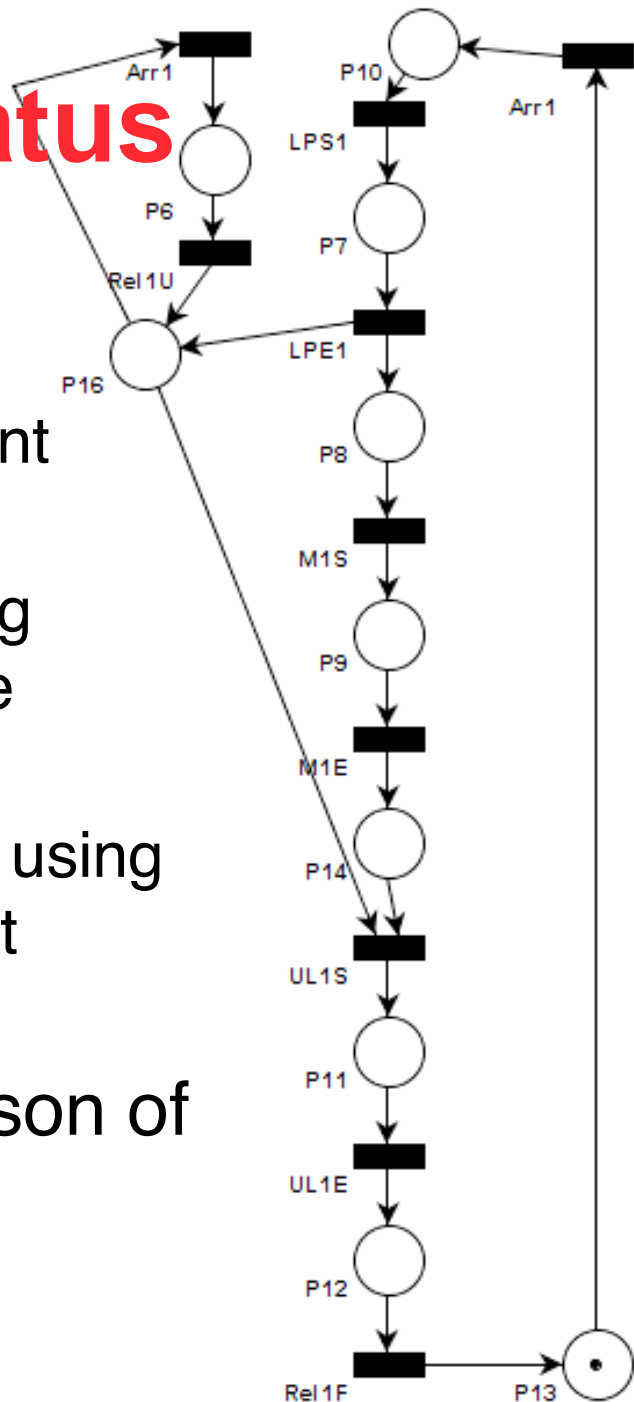 Arr1
P10
Arr1
atus
LPS1
P6
P7
Rel1U
LPE1
P16
nt
P8
M1S
ng
P9
e
M1E
using
P14
t
UL1S
P11
son of
UL1E
P12
Rel1F
P13